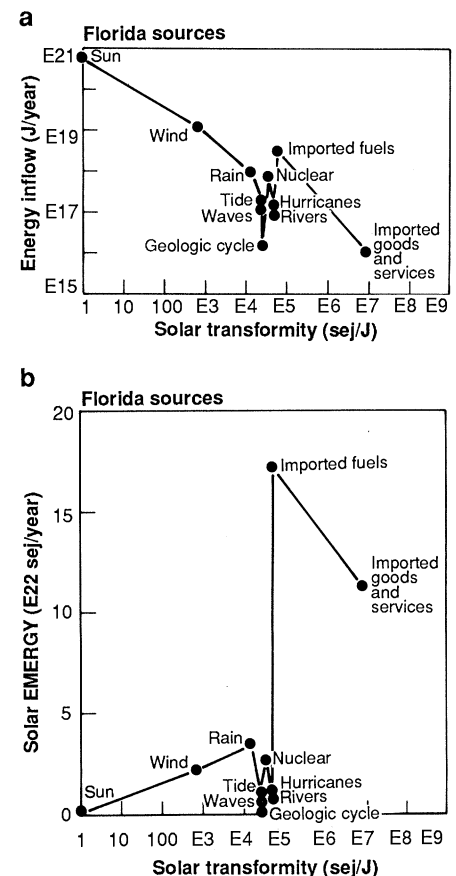 a
Florida sources
E21
Sun
E19
Wind
Imported fuels
Rain
Nuclear
Tide
Hurricanes
E17
Waves
Rivers
Imported
goods
and
services
Geologic cycle
E15
Energy inflow (J/year)
1 10 100 E3 E4 E5 E6 E7 E8 E9
Solar transformity (sej/J)
b
Florida sources
20
Imported fuels
15
Imported
goods
and
services
10
5
Rain
Wind
Nuclear
Sun
Tide
Hurricanes
Waves
Rivers
0
Geologic cycle
Solar EMERGY (E22 sej/year)
1 10 100 E3 E4 E5 E6 E7 E8 E9
Solar transformity (sej/J)